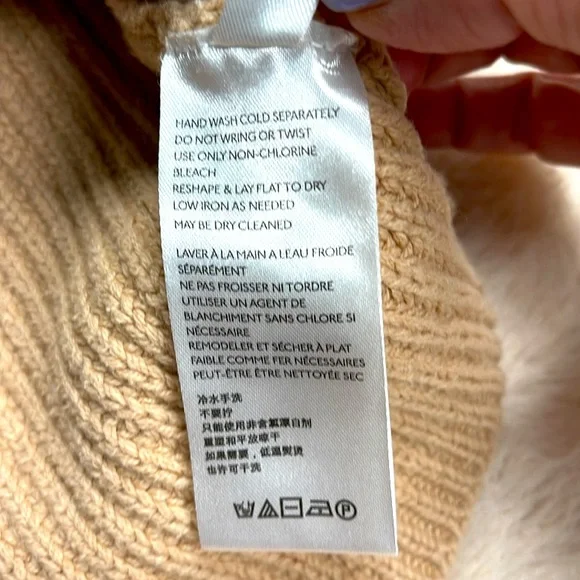 HAND WASH COLD SEPARATELY
DO NOT WRING OR TWIST
USE ONLY NON-CHLORINE
BLEACH
RESHAPE & LAY FLAT TO DRY
LOW IRON AS NEEDED
MAY BE DRY CLEANED
LAVER À LA MAIN A LEAU FROIDE
SÉPARÉMENT
NE PAS FROISSER NI TORDRE
UTILISER UN AGENT DE
BLANCHIMENT SANS CHLORE SI
NÉCESSAIRE
REMODELER ET SÉCHER À PLAT
FAIBLE COMME FER NÉCESSAIRES
PEUT-ÊTRE ÊTRE NETTOYÉE SEC
冷水手洗
不要拧
只能使用非含氯漂白剂
重塑和平放晾干
如果需要，低温熨烫
也许可干洗